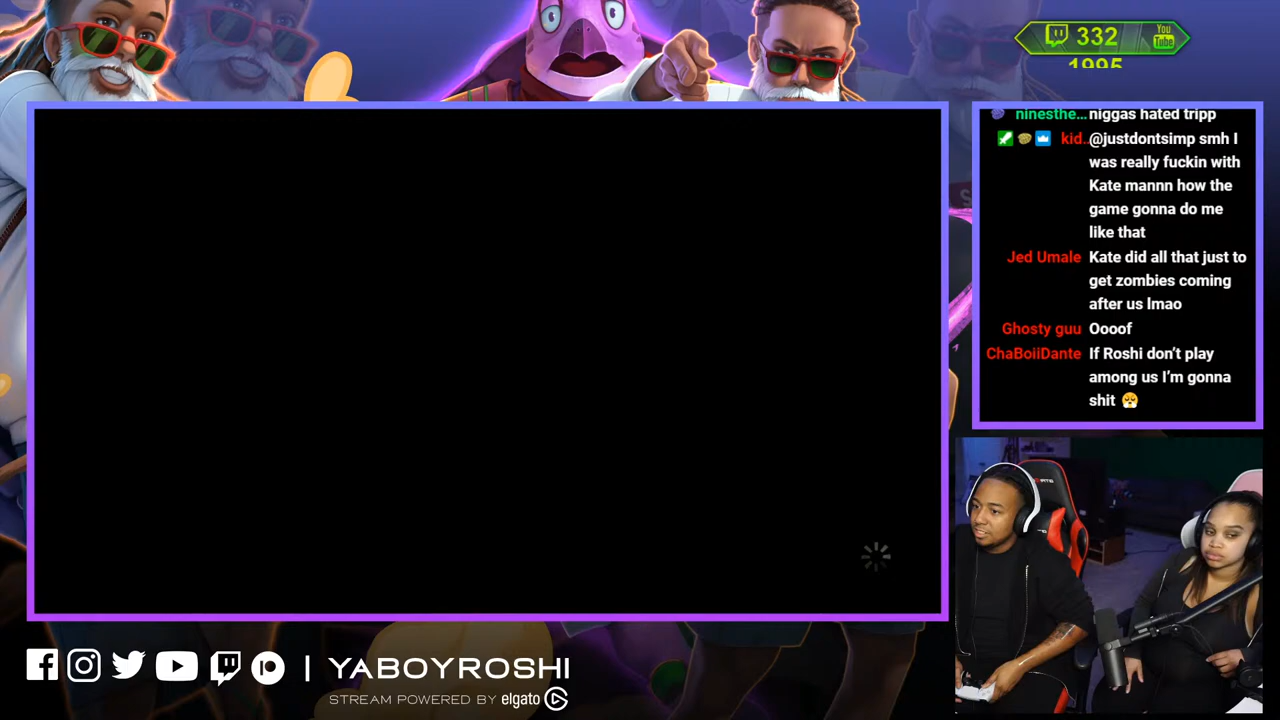 332
You
Tube
1995
ninesthe... niggas hated tripp
kid.. @justdontsimp smh I
was really fuckin with
Kate mannn how the
game gonna do me
like that
Jed Umale Kate did all that just to
get zombies coming
after us lmao
Ghosty guu Oooof
ChaBoiiDante If Roshi don’t play
among us I’m gonna
shit 😤
| YABOYROSHI
STREAM POWERED BY elgato